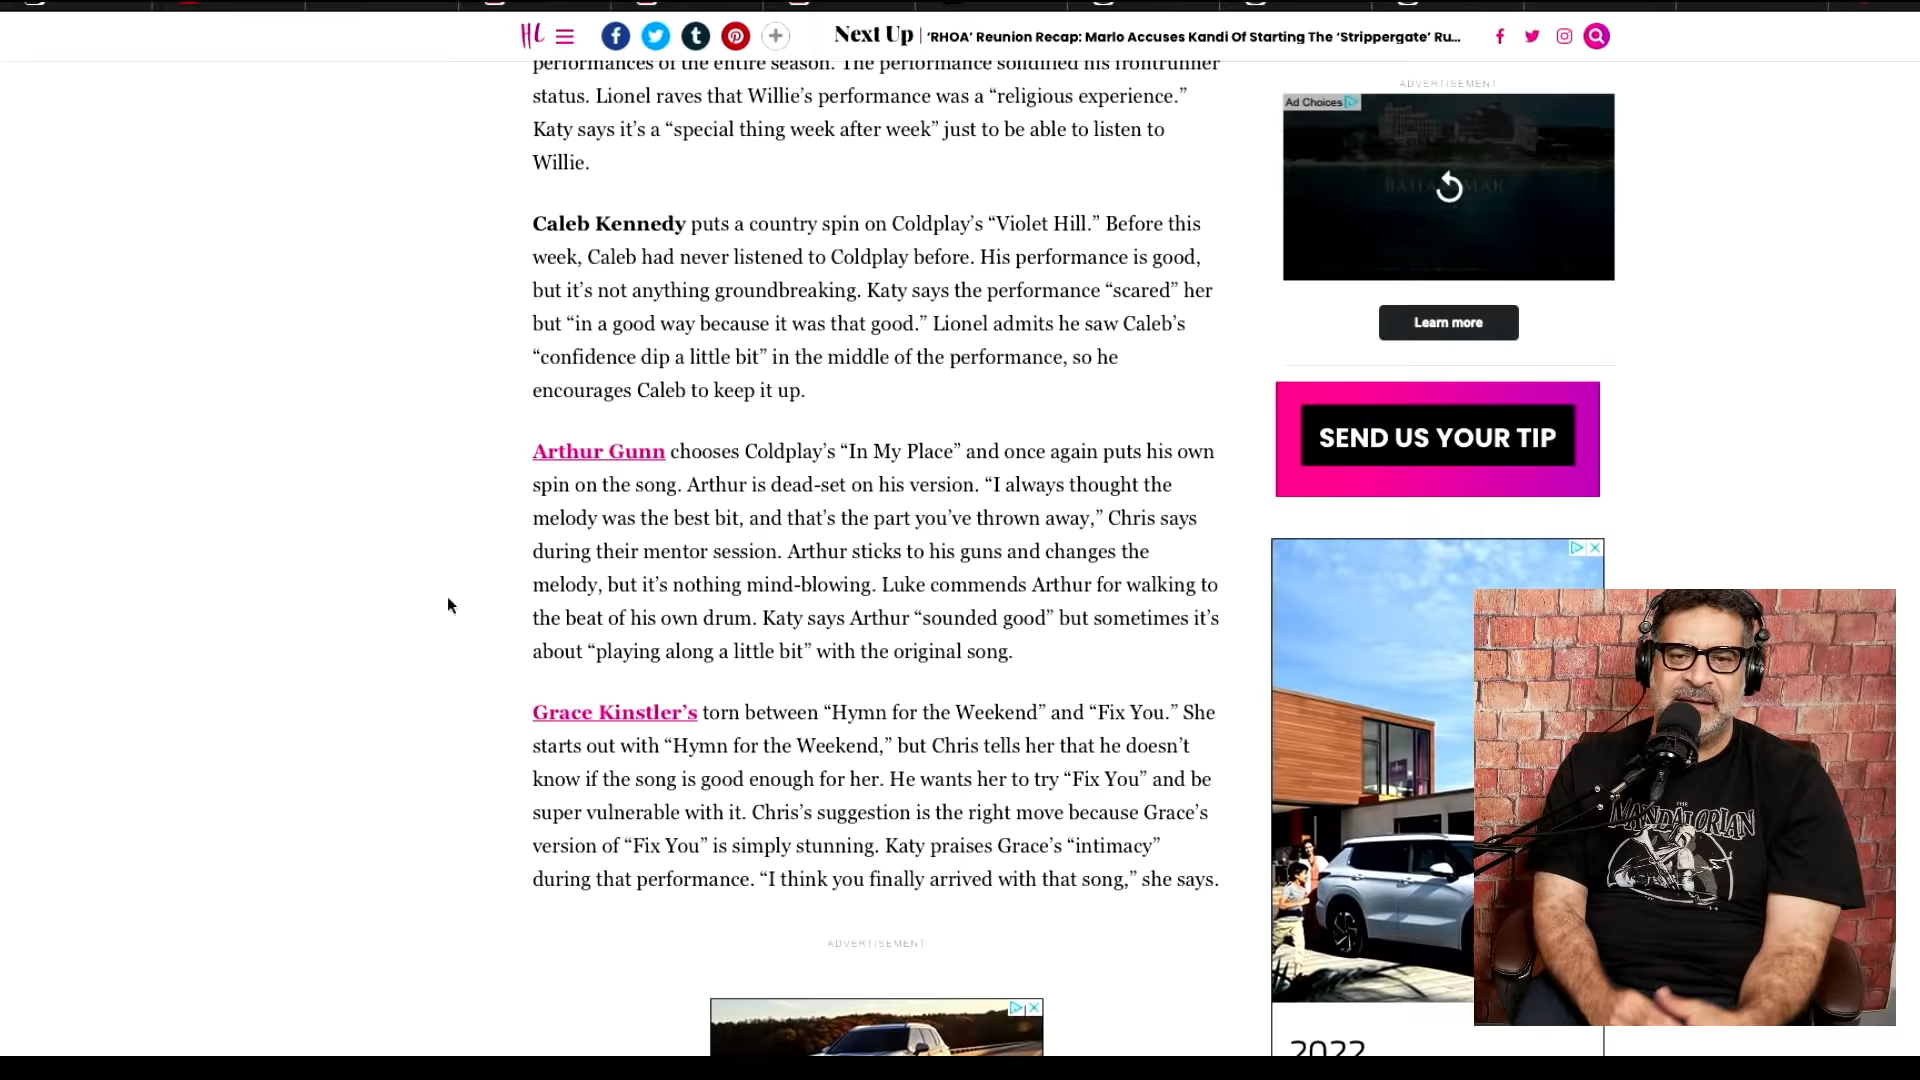 HL
Next Up | ‘RHOA’ Reunion Recap: Marlo Accuses Kandi Of Starting The ‘Strippergate’ Ru...
performances of the entire season. The performance solidified his frontrunner
status. Lionel raves that Willie’s performance was a “religious experience.”
Katy says it’s a “special thing week after week” just to be able to listen to
Willie.
Caleb Kennedy puts a country spin on Coldplay’s “Violet Hill.” Before this
week, Caleb had never listened to Coldplay before. His performance is good,
but it’s not anything groundbreaking. Katy says the performance “scared” her
but “in a good way because it was that good.” Lionel admits he saw Caleb’s
“confidence dip a little bit” in the middle of the performance, so he
encourages Caleb to keep it up.
Arthur Gunn chooses Coldplay’s “In My Place” and once again puts his own
spin on the song. Arthur is dead-set on his version. “I always thought the
melody was the best bit, and that’s the part you’ve thrown away,” Chris says
during their mentor session. Arthur sticks to his guns and changes the
melody, but it’s nothing mind-blowing. Luke commends Arthur for walking to
the beat of his own drum. Katy says Arthur “sounded good” but sometimes it’s
about “playing along a little bit” with the original song.
Grace Kinstler’s torn between “Hymn for the Weekend” and “Fix You.” She
starts out with “Hymn for the Weekend,” but Chris tells her that he doesn’t
know if the song is good enough for her. He wants her to try “Fix You” and be
super vulnerable with it. Chris’s suggestion is the right move because Grace’s
version of “Fix You” is simply stunning. Katy praises Grace’s “intimacy”
during that performance. “I think you finally arrived with that song,” she says.
ADVERTISEMENT
ADVERTISEMENT
Ad Choices
BAHA MAR
Learn more
SEND US YOUR TIP
2022
THE
MANDALORIAN